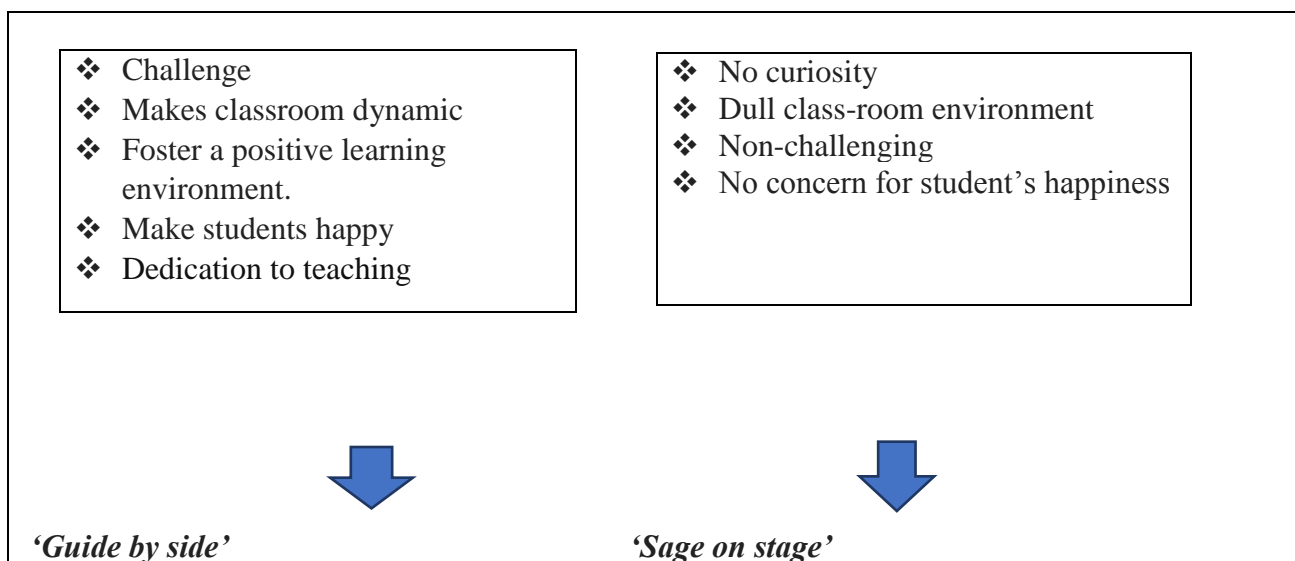 ❖ Challenge
❖ Makes classroom dynamic
❖ Foster a positive learning
environment.
❖ Make students happy
❖ Dedication to teaching
❖ No curiosity
❖ Dull class-room environment
❖ Non-challenging
❖ No concern for student’s happiness
‘Guide by side’
‘Sage on stage’